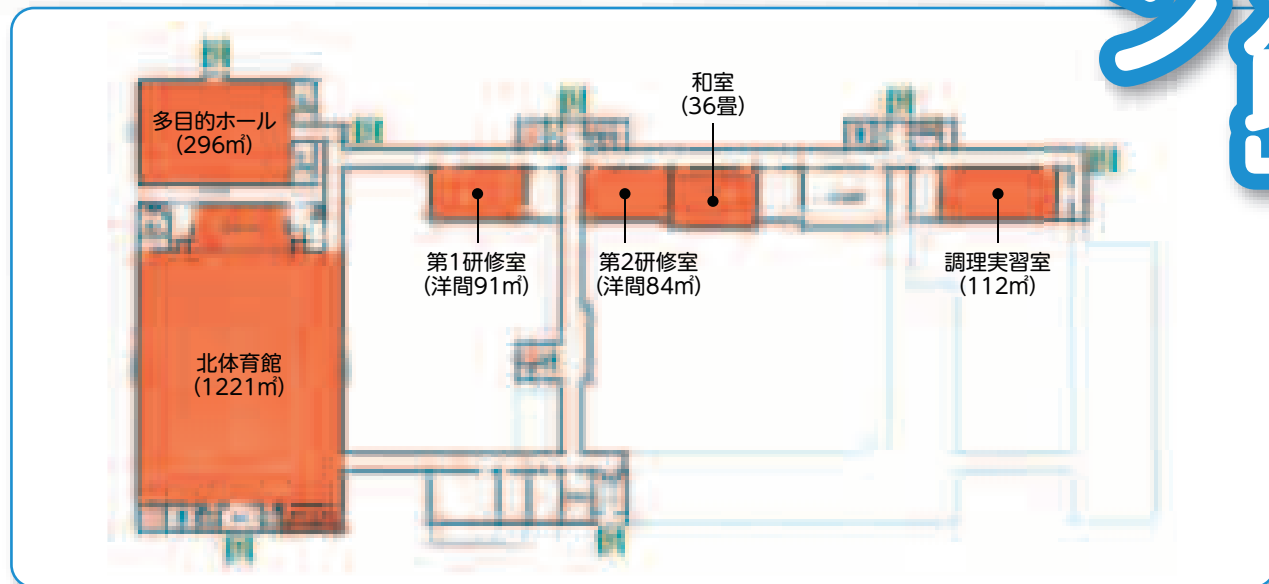 多目的ホール
(296㎡)
和室
(36畳)
第1研修室
(洋間91㎡)
第2研修室
(洋間84㎡)
調理実習室
(112㎡)
北体育館
(1221㎡)